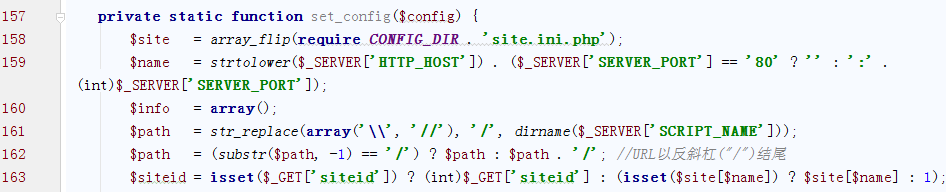 157 private static function set_config($config) {
158 $site = array_flip(require CONFIG_DIR . 'site.ini.php');
159 $name = strtolower($_SERVER['HTTP_HOST']) . ($_SERVER['SERVER_PORT'] == '80' ? '' : ':' .
(int)$_SERVER['SERVER_PORT']);
160 $info = array();
161 $path = str_replace(array('\\', '//'), '/', dirname($_SERVER['SCRIPT_NAME']));
162 $path = (substr($path, -1) == '/') ? $path : $path . '/'; //URL以反斜杠("/")结尾
163 $siteid = isset($_GET['siteid']) ? (int)$_GET['siteid'] : (isset($site[$name]) ? $site[$name] : 1);